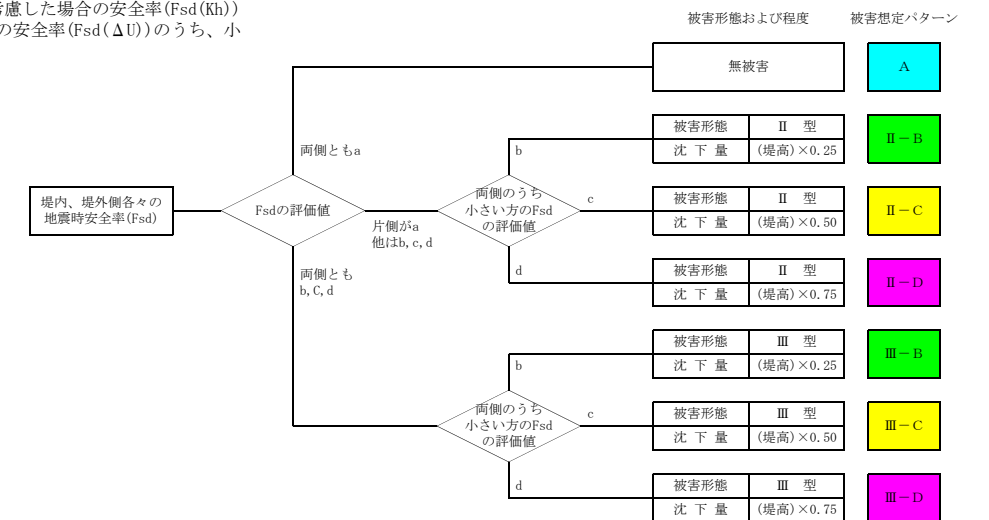 慮した場合の安全率(Fsd(Kh))
の安全率(Fsd(ΔU))のうち、小
被害形態および程度
被害想定パターン
無被害
A
両側ともa
堤内、堤外側各々の
地震時安全率(Fsd)
Fsdの評価値
片側がa
他はb,c,d
両側とも
b,C,d
両側のうち
小さい方のFsd
の評価値
b
c
d
被害形態 Ⅱ 型
沈 下 量 (堤高)×0.25
Ⅱ－B
被害形態 Ⅱ 型
沈 下 量 (堤高)×0.50
Ⅱ－C
被害形態 Ⅱ 型
沈 下 量 (堤高)×0.75
Ⅱ－D
両側のうち
小さい方のFsd
の評価値
b
c
d
被害形態 Ⅲ 型
沈 下 量 (堤高)×0.25
Ⅲ－B
被害形態 Ⅲ 型
沈 下 量 (堤高)×0.50
Ⅲ－C
被害形態 Ⅲ 型
沈 下 量 (堤高)×0.75
Ⅲ－D